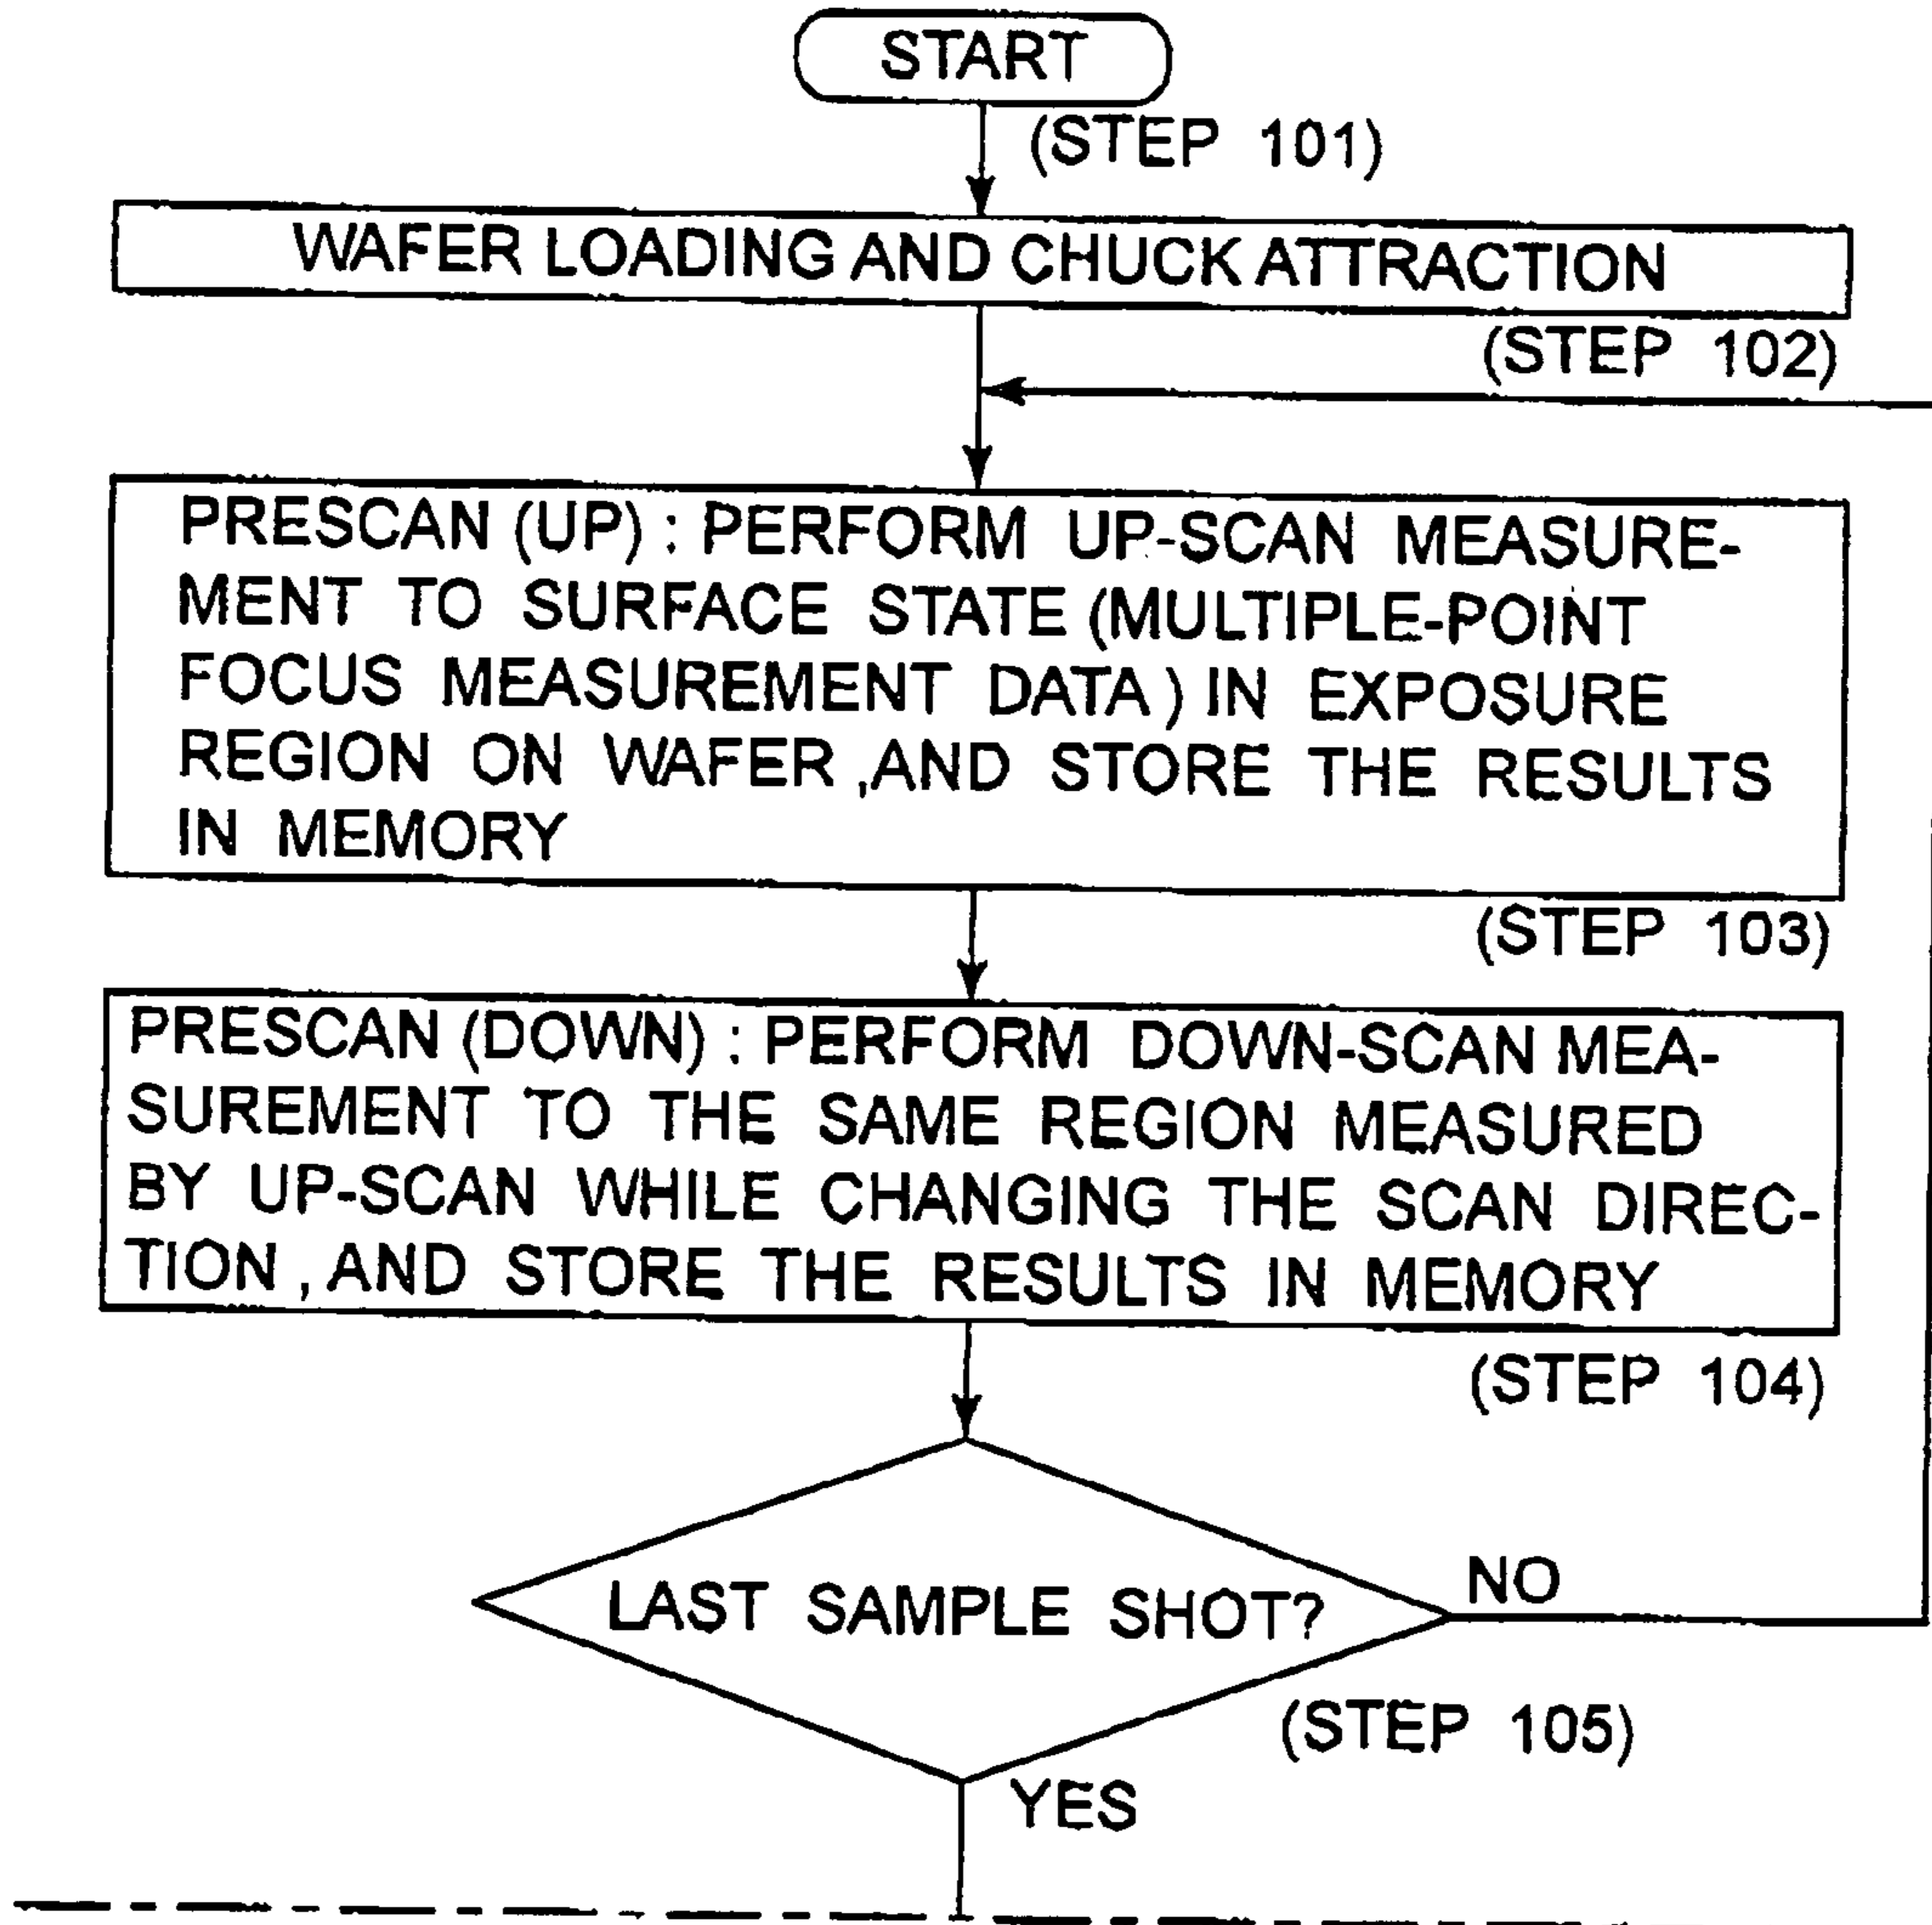 START
(STEP 101)
WAFER LOADING AND CHUCK ATTRACTION
(STEP 102)
PRESCAN (UP) : PERFORM UP-SCAN MEASURE-
MENT TO SURFACE STATE (MULTIPLE-POINT
FOCUS MEASUREMENT DATA) IN EXPOSURE
REGION ON WAFER ,AND STORE THE RESULTS
IN MEMORY
(STEP 103)
PRESCAN (DOWN) : PERFORM DOWN-SCAN MEA-
SUREMENT TO THE SAME REGION MEASURED
BY UP-SCAN WHILE CHANGING THE SCAN DIREC-
TION , AND STORE THE RESULTS IN MEMORY
(STEP 104)
LAST SAMPLE SHOT?
NO
(STEP 105)
YES